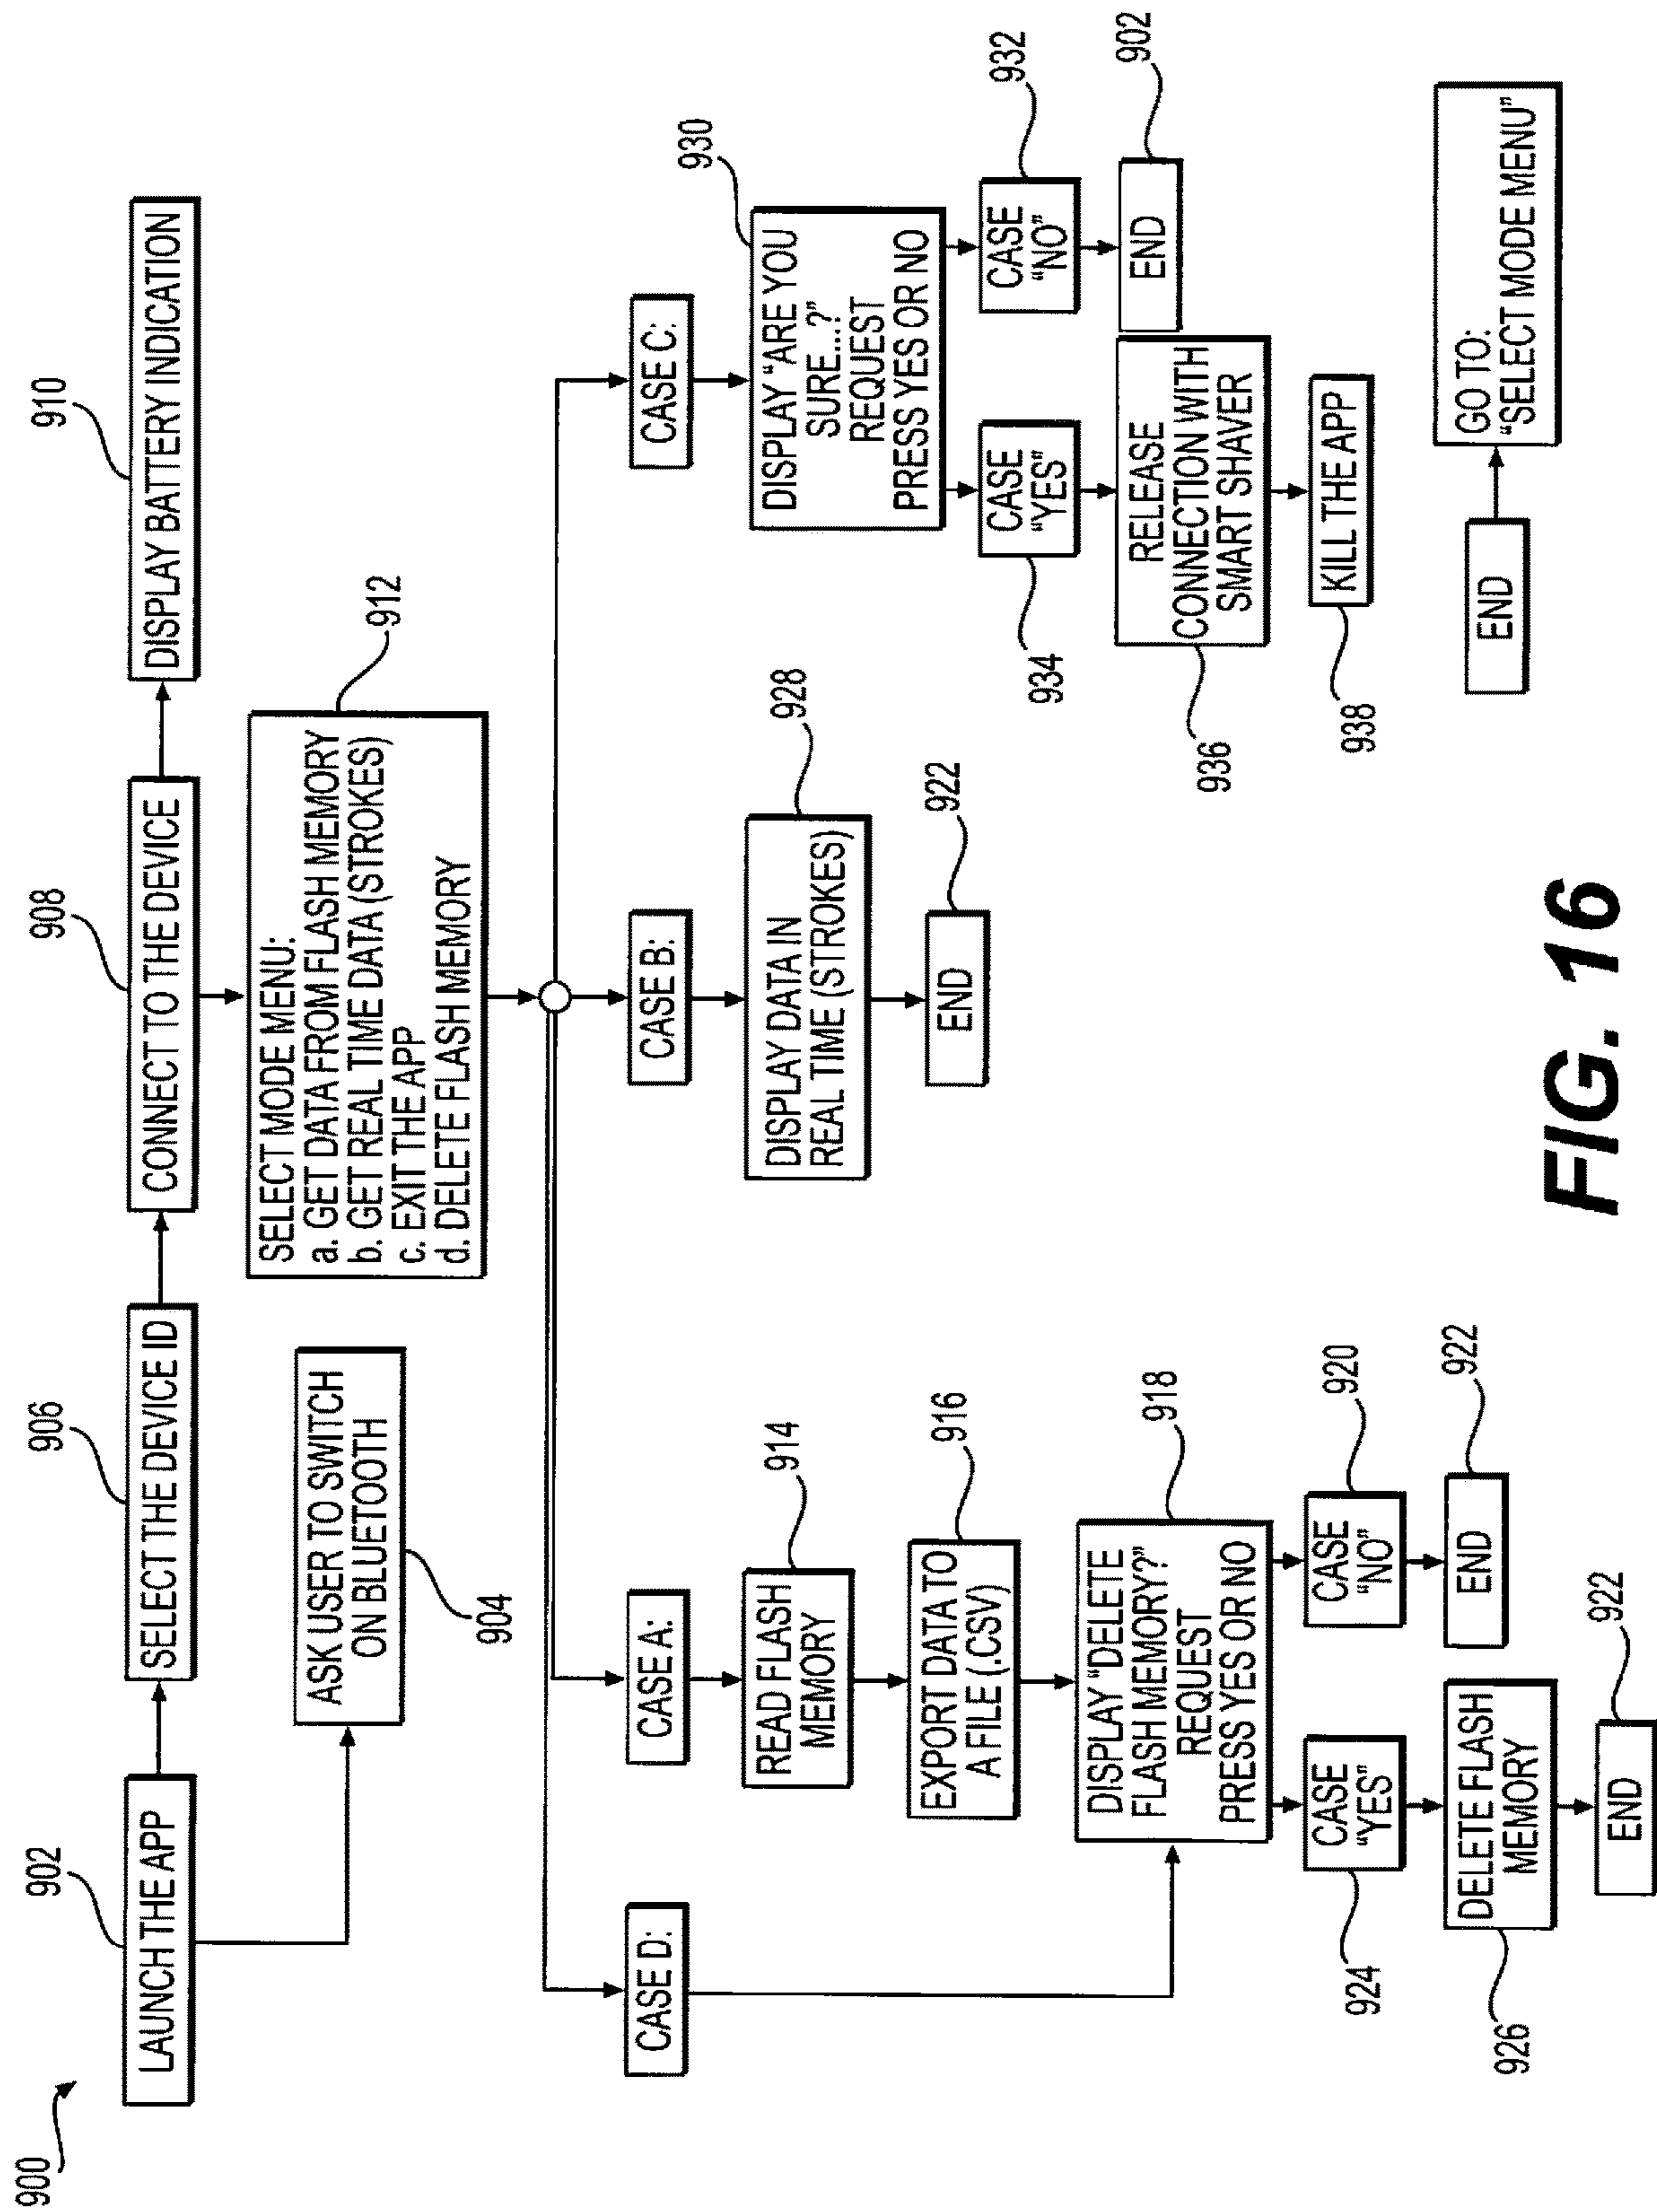 900
902
LAUNCH THE APP
906
SELECT THE DEVICE ID
908
CONNECT TO THE DEVICE
910
DISPLAY BATTERY INDICATION
ASK USER TO SWITCH
ON BLUETOOTH
904
912
SELECT MODE MENU:
a. GET DATA FROM FLASH MEMORY
b. GET REAL TIME DATA (STROKES)
c. EXIT THE APP
d. DELETE FLASH MEMORY
CASE D:
CASE A:
914
READ FLASH
MEMORY
916
EXPORT DATA TO
A FILE (.CSV)
918
DISPLAY "DELETE
FLASH MEMORY?"
REQUEST
PRESS YES OR NO
924
CASE
"YES"
920
CASE
"NO"
926
DELETE FLASH
MEMORY
922
END
922
END
CASE B:
928
DISPLAY DATA IN
REAL TIME (STROKES)
922
END
CASE C:
930
DISPLAY "ARE YOU
SURE...?"
REQUEST
PRESS YES OR NO
934
CASE
"YES"
932
CASE
"NO"
936
RELEASE
CONNECTION WITH
SMART SHAVER
902
END
938
KILL THE APP
END
GO TO:
"SELECT MODE MENU"
FIG. 16